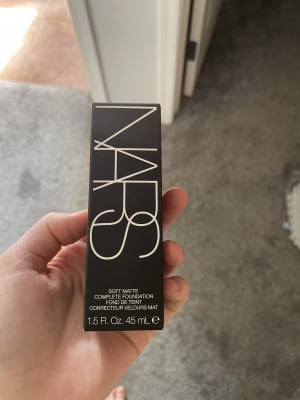 NARS
SOFT MATTE
COMPLETE FOUNDATION
FOND DE TEINT
CORRECTEUR VELOURS MAT
1.5 Fl. Oz. 45 mL ℮